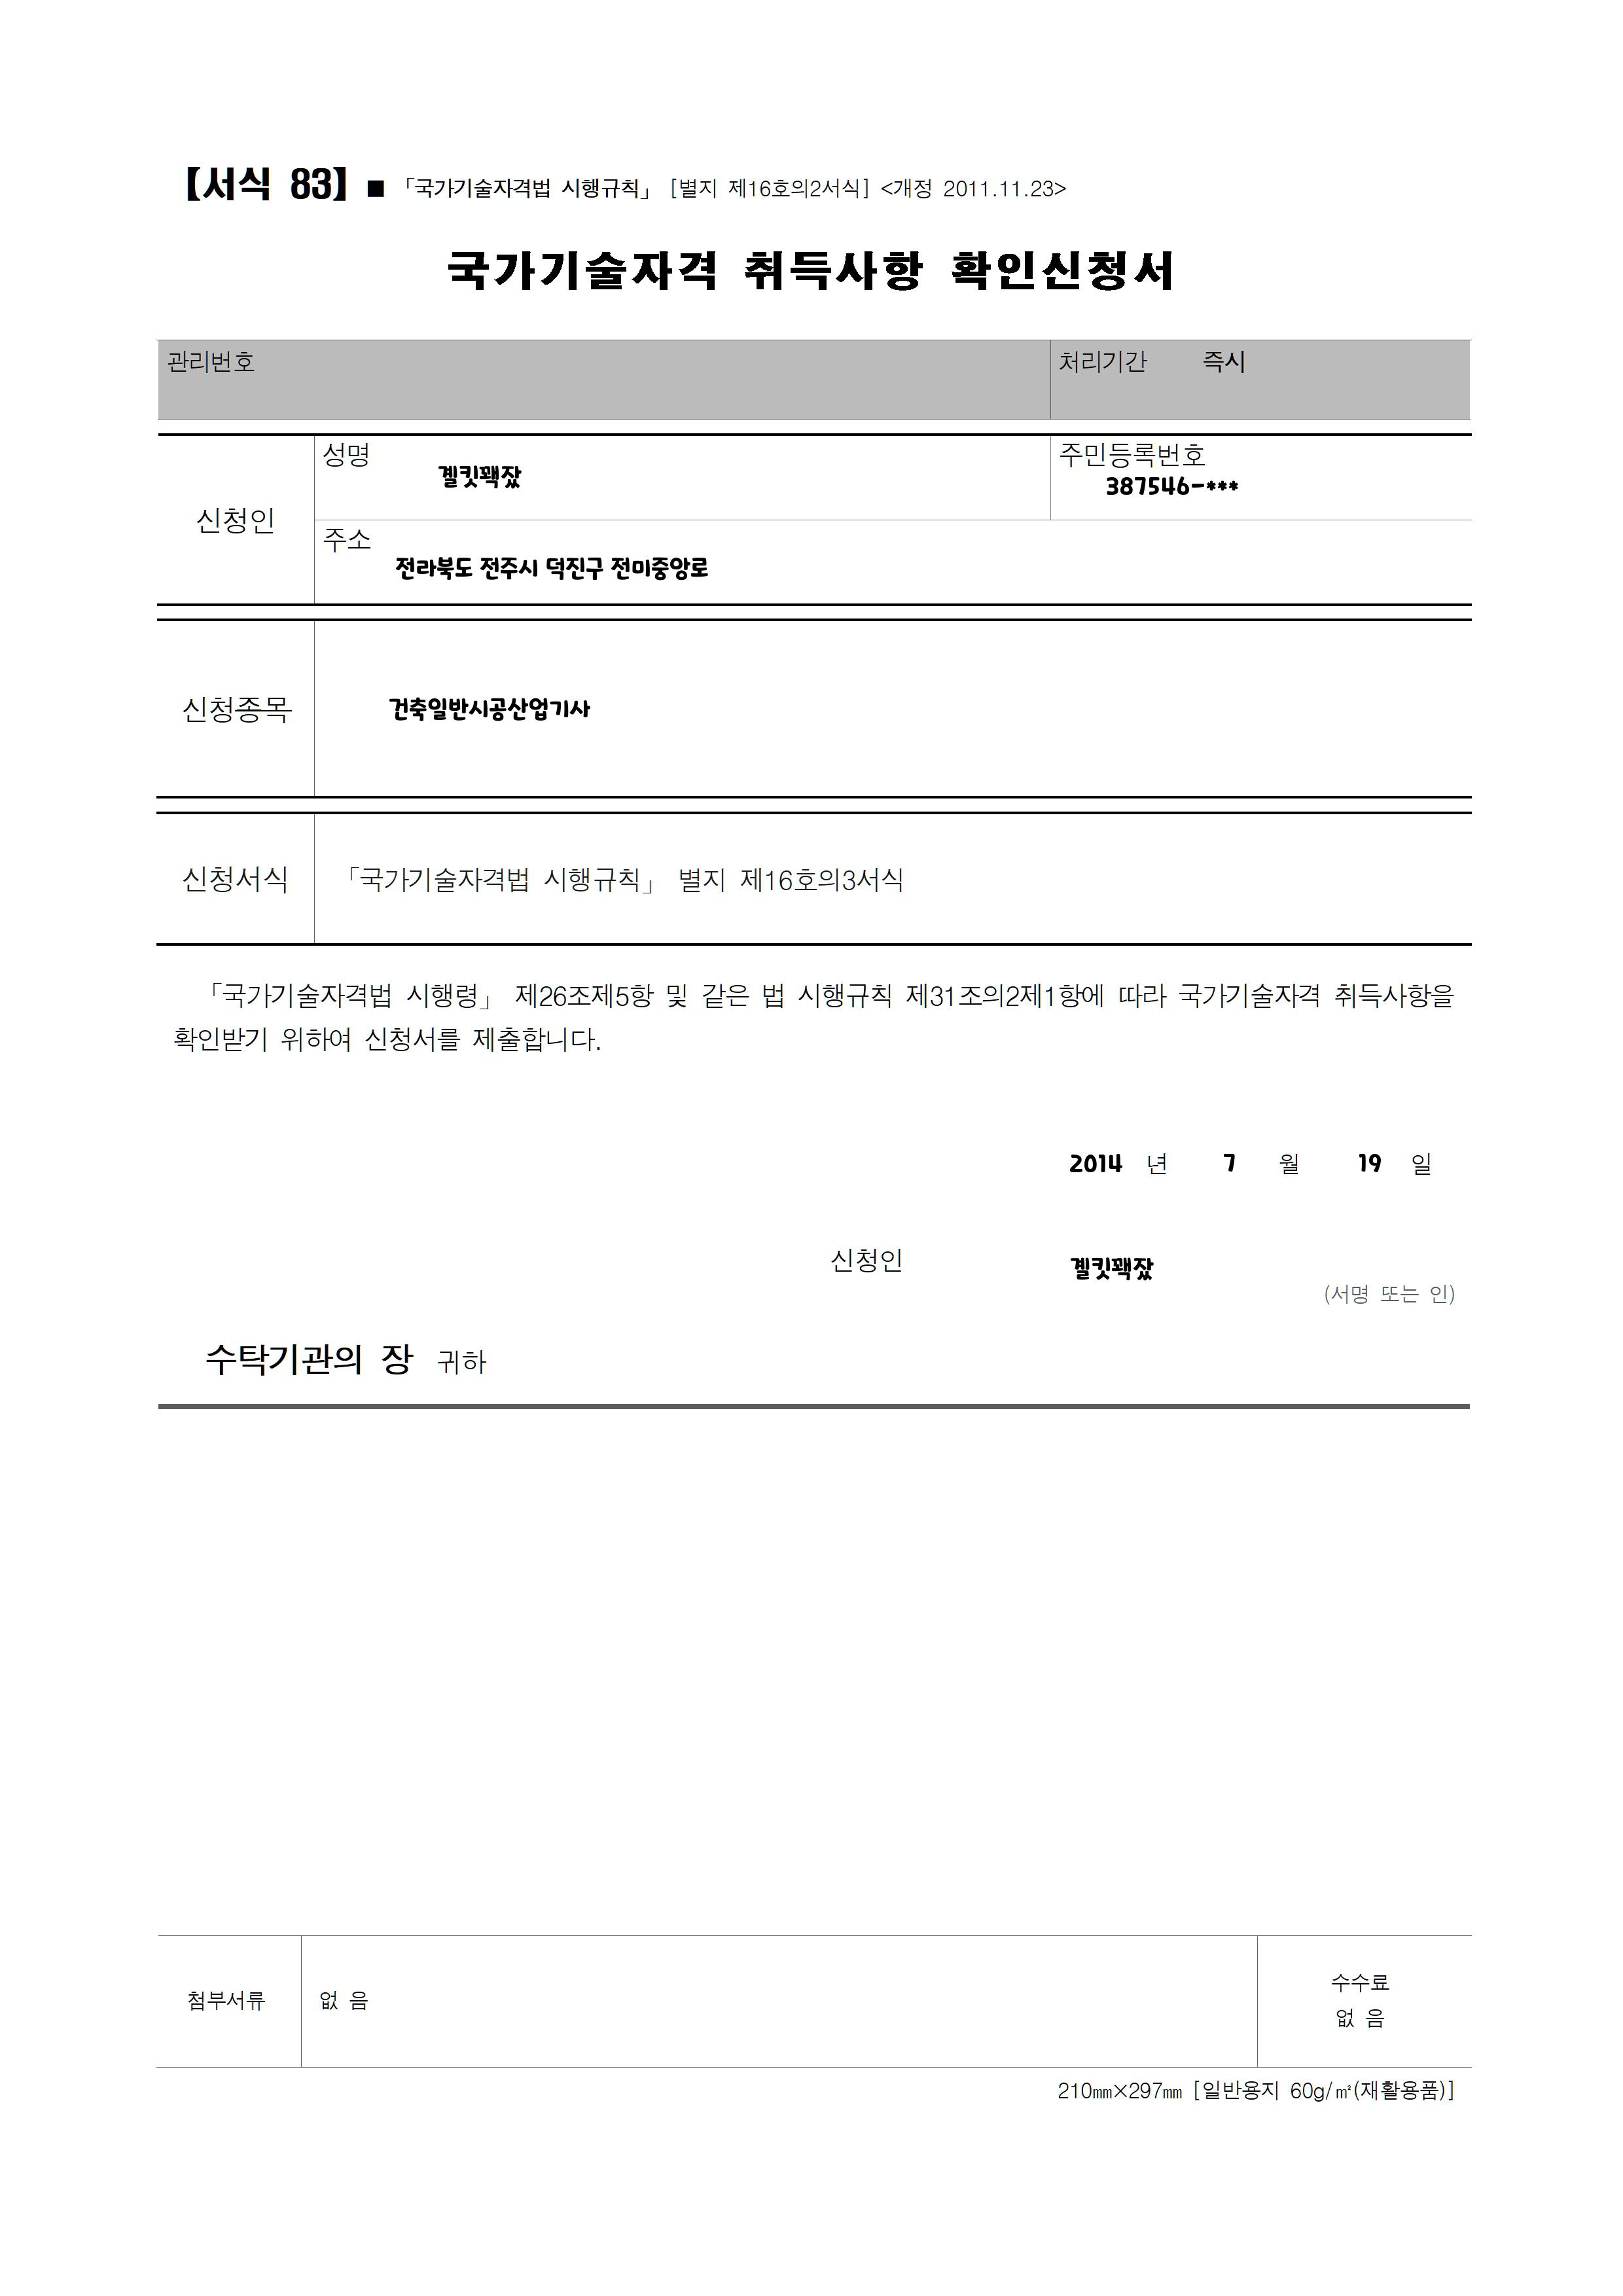 【서식 83】 ■ 「국가기술자격법 시행규칙」 [별지 제16호의2서식] <개정 2011.11.23>
국가기술자격 취득사항 확인신청서
관리번호 처리기간 즉시
성명 주민등록번호
켈킷꽥잤 387546-***
신청인
주소
전라북도 전주시 덕진구 전미중앙로
신청종목 건축일반시공산업기사
신청서식 「국가기술자격법 시행규칙」 별지 제16호의3서식
「국가기술자격법 시행령」 제26조제5항 및 같은 법 시행규칙 제31조의2제1항에 따라 국가기술자격 취득사항을
확인받기 위하여 신청서를 제출합니다.
2014 년 7 월 19 일
신청인 켈킷꽥잤
(서명 또는 인)
수탁기관의 장 귀하
첨부서류 없 음 수수료
없 음
210㎜×297㎜ [일반용지 60g/㎡(재활용품)]